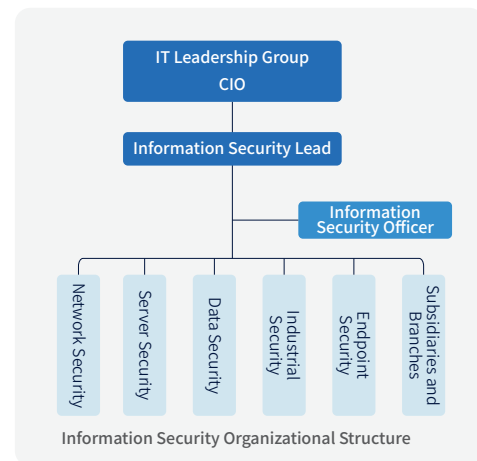 IT Leadership Group
CIO
Information Security Lead
Information
Security Officer
Network Security
Server Security
Data Security
Industrial
Security
Endpoint
Security
Subsidiaries and
Branches
Information Security Organizational Structure